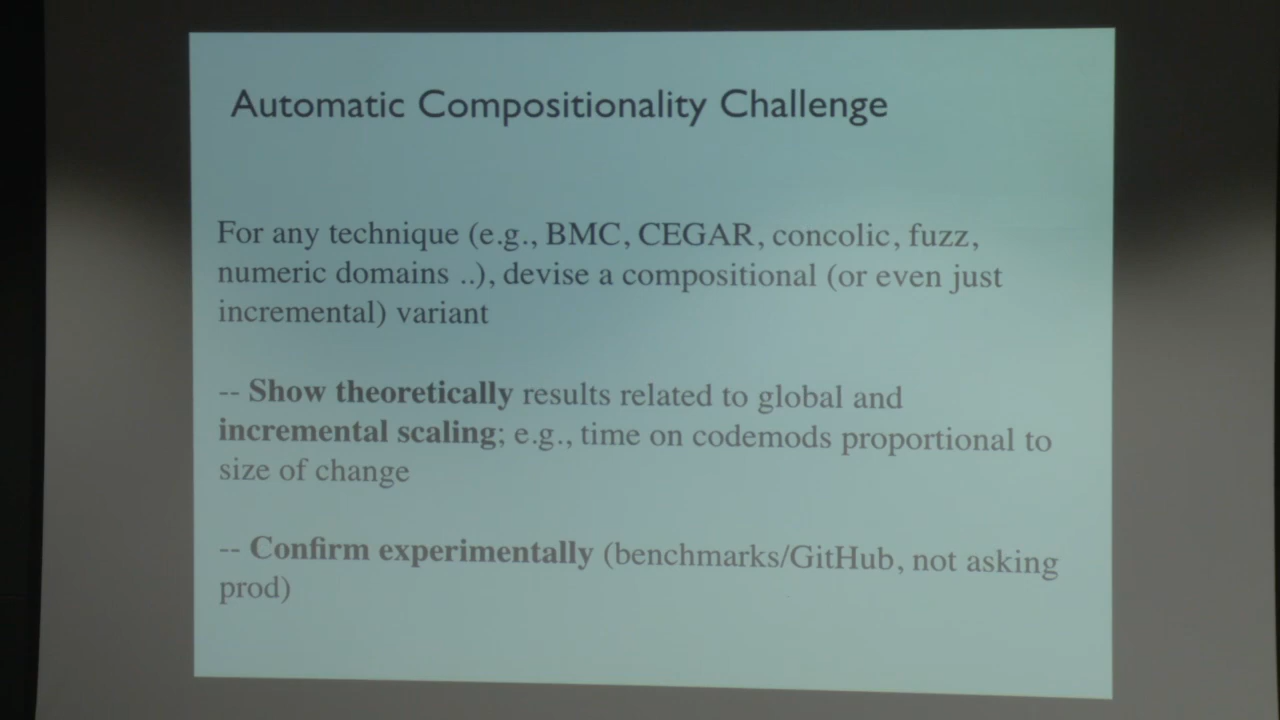 Automatic Compositionality Challenge
For any technique (e.g., BMC, CEGAR, concolic, fuzz,
numeric domains ..), devise a compositional (or even just
incremental) variant
-- Show theoretically results related to global and
incremental scaling; e.g., time on codemods proportional to
size of change
-- Confirm experimentally (benchmarks/GitHub, not asking
prod)